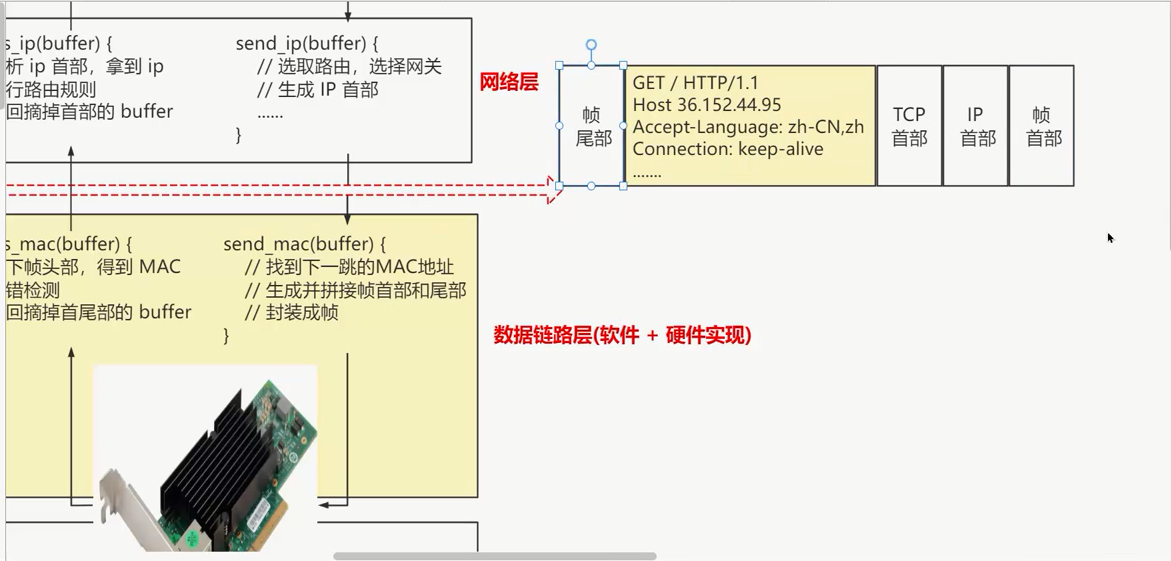 s_ip(buffer) {
析 ip 首部，拿到 ip
行路由规则
回摘掉首部的 buffer
send_ip(buffer) {
// 选取路由，选择网关
// 生成 IP 首部
......
}
网络层
帧
尾部
GET / HTTP/1.1
Host 36.152.44.95
Accept-Language: zh-CN,zh
Connection: keep-alive
.......
TCP
首部
IP
首部
帧
首部
s_mac(buffer) {
下帧头部，得到 MAC
错检测
回摘掉首尾部的 buffer
send_mac(buffer) {
// 找到下一跳的MAC地址
// 生成并拼接帧首部和尾部
// 封装成帧
}
数据链路层(软件 + 硬件实现)